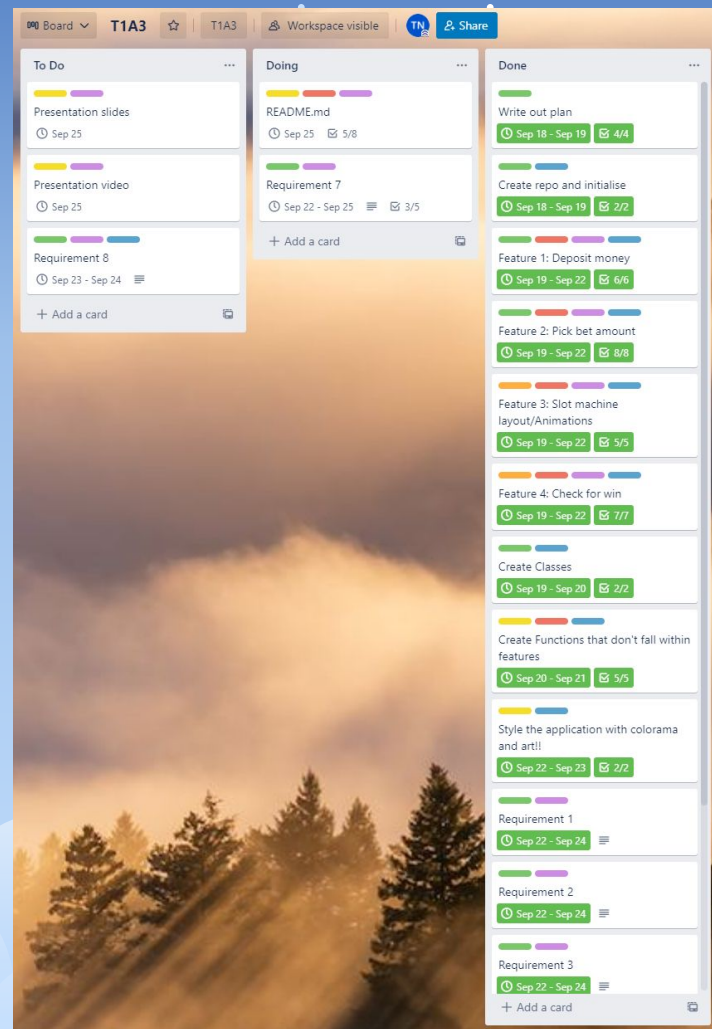 Board
T1A3
T1A3
Workspace visible
TN
Share
To Do
Presentation slides
Sep 25
Presentation video
Sep 25
Requirement 8
Sep 23 - Sep 24
+ Add a card
Doing
README.md
Sep 25 5/8
Requirement 7
Sep 22 - Sep 25 3/5
+ Add a card
Done
Write out plan
Sep 18 - Sep 19 4/4
Create repo and initialise
Sep 18 - Sep 19 2/2
Feature 1: Deposit money
Sep 19 - Sep 22 6/6
Feature 2: Pick bet amount
Sep 19 - Sep 22 8/8
Feature 3: Slot machine
layout/Animations
Sep 19 - Sep 22 5/5
Feature 4: Check for win
Sep 19 - Sep 22 7/7
Create Classes
Sep 19 - Sep 20 2/2
Create Functions that don't fall within
features
Sep 20 - Sep 21 5/5
Style the application with colorama
and art!!
Sep 22 - Sep 23 2/2
Requirement 1
Sep 22 - Sep 24
Requirement 2
Sep 22 - Sep 24
Requirement 3
Sep 22 - Sep 24
+ Add a card